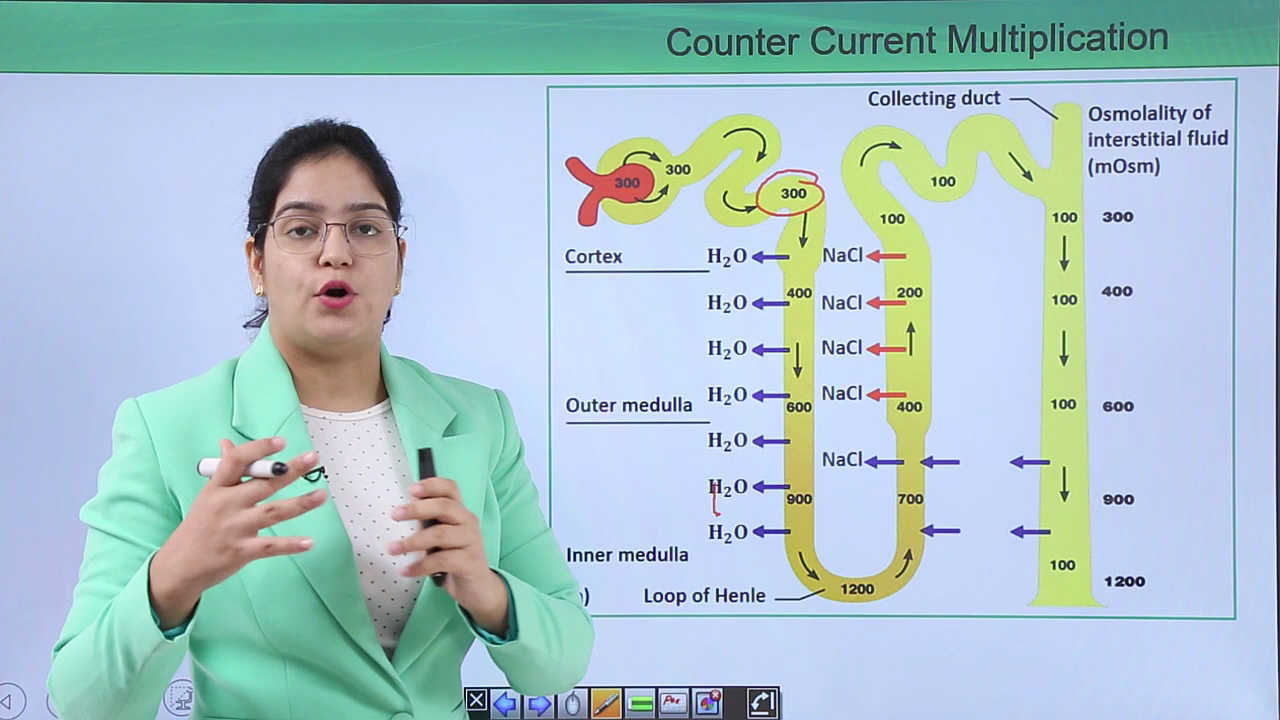 Counter Current Multiplication
Collecting duct
Osmolality of
interstitial fluid
(mOsm)
300
300
300
100
100
100
300
Cortex
H₂O
NaCl
400
H₂O
NaCl
200
100
400
H₂O
NaCl
Outer medulla
H₂O
600
NaCl
400
100
600
H₂O
NaCl
H₂O
900
700
900
H₂O
Inner medulla
100
1200
)
Loop of Henle
1200
Pen